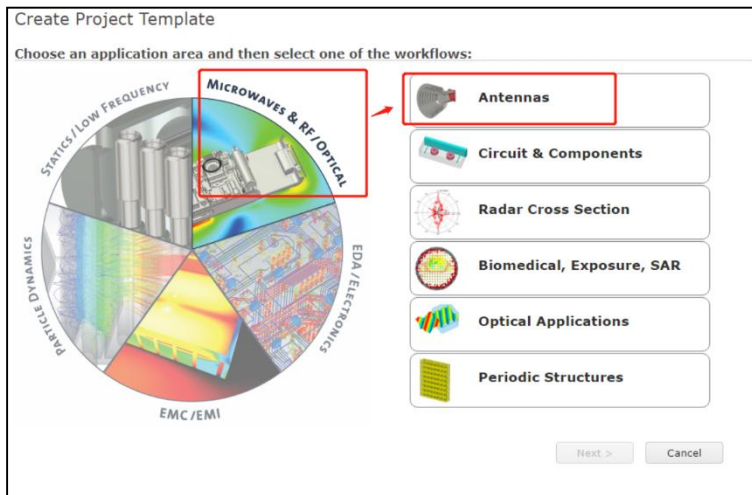 Create Project Template
Choose an application area and then select one of the workflows:
STATICS/LOW FREQUENCY
MICROWAVES & RF/OPTICAL
EDA/ELECTRONICS
EMC/EMI
PARTICLE DYNAMICS
Antennas
Circuit & Components
Radar Cross Section
Biomedical, Exposure, SAR
Optical Applications
Periodic Structures
Next >
Cancel